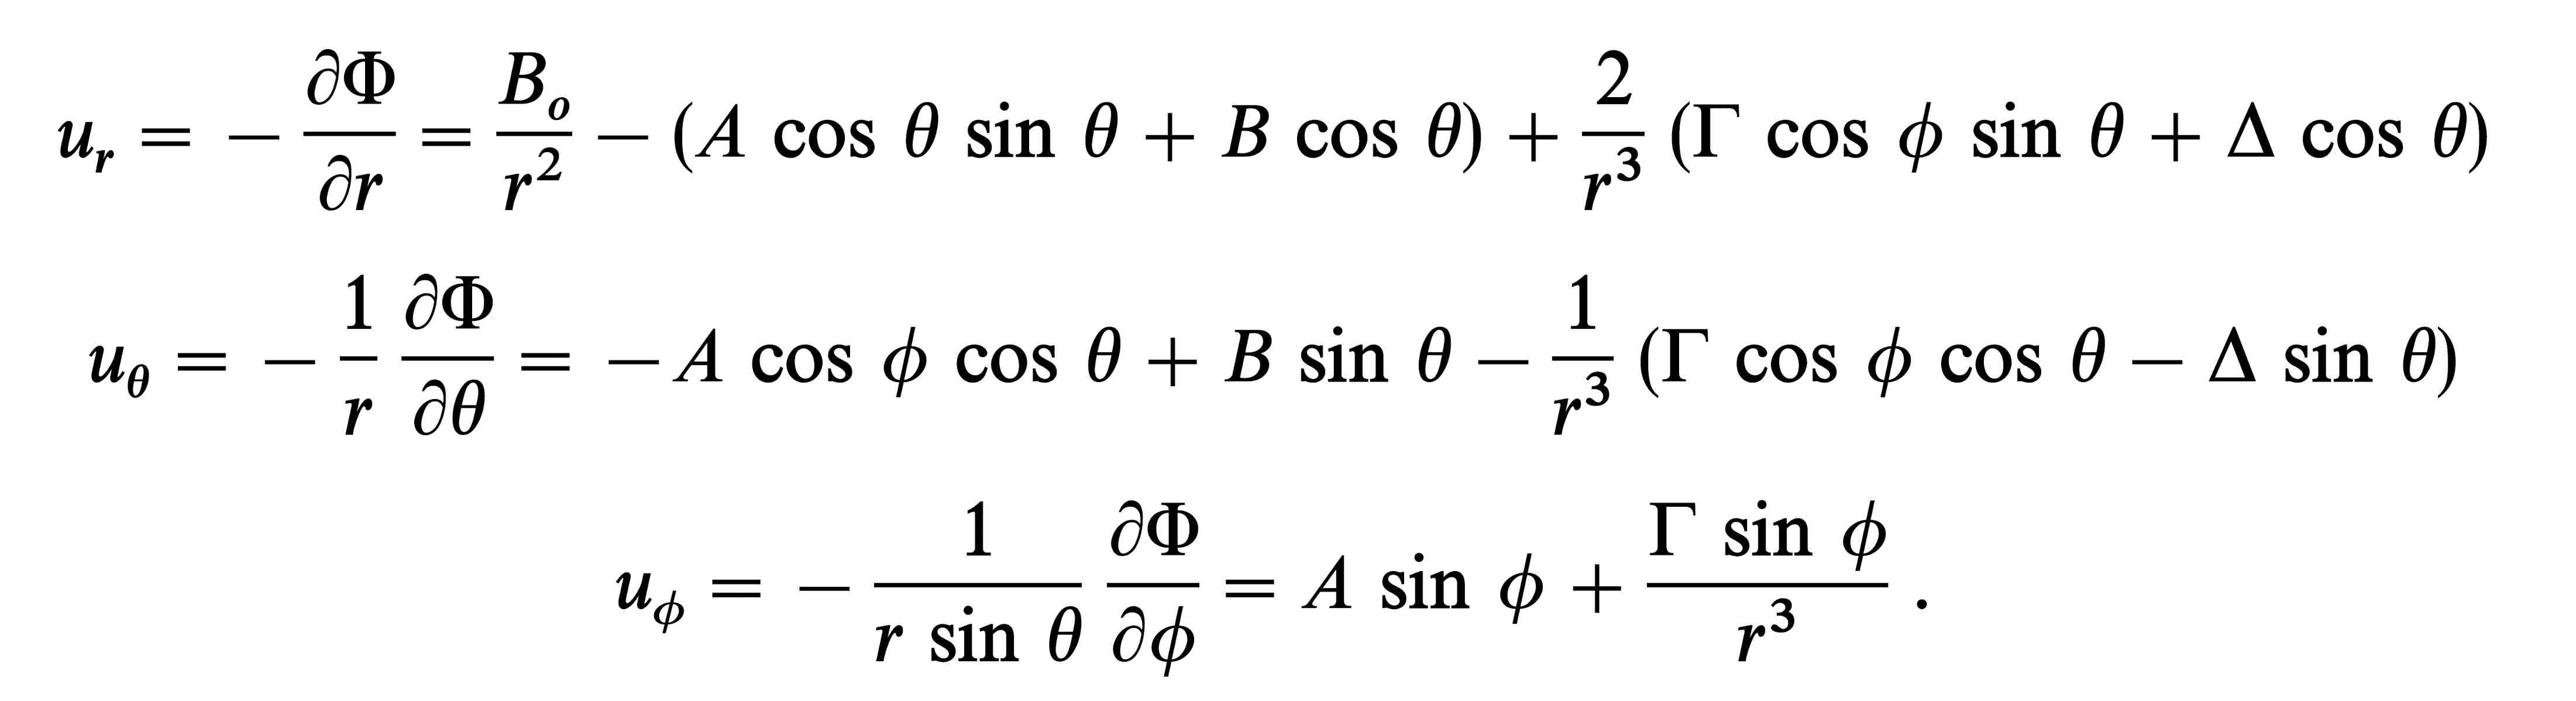 u_r = − ∂Φ/∂r = B_o/r² − (A cos θ sin θ + B cos θ) + 2/r³ (Γ cos ϕ sin θ + Δ cos θ)
u_θ = − 1/r ∂Φ/∂θ = −A cos ϕ cos θ + B sin θ − 1/r³ (Γ cos ϕ cos θ − Δ sin θ)
u_ϕ = − 1/(r sin θ) ∂Φ/∂ϕ = A sin ϕ + Γ sin ϕ/r³ .